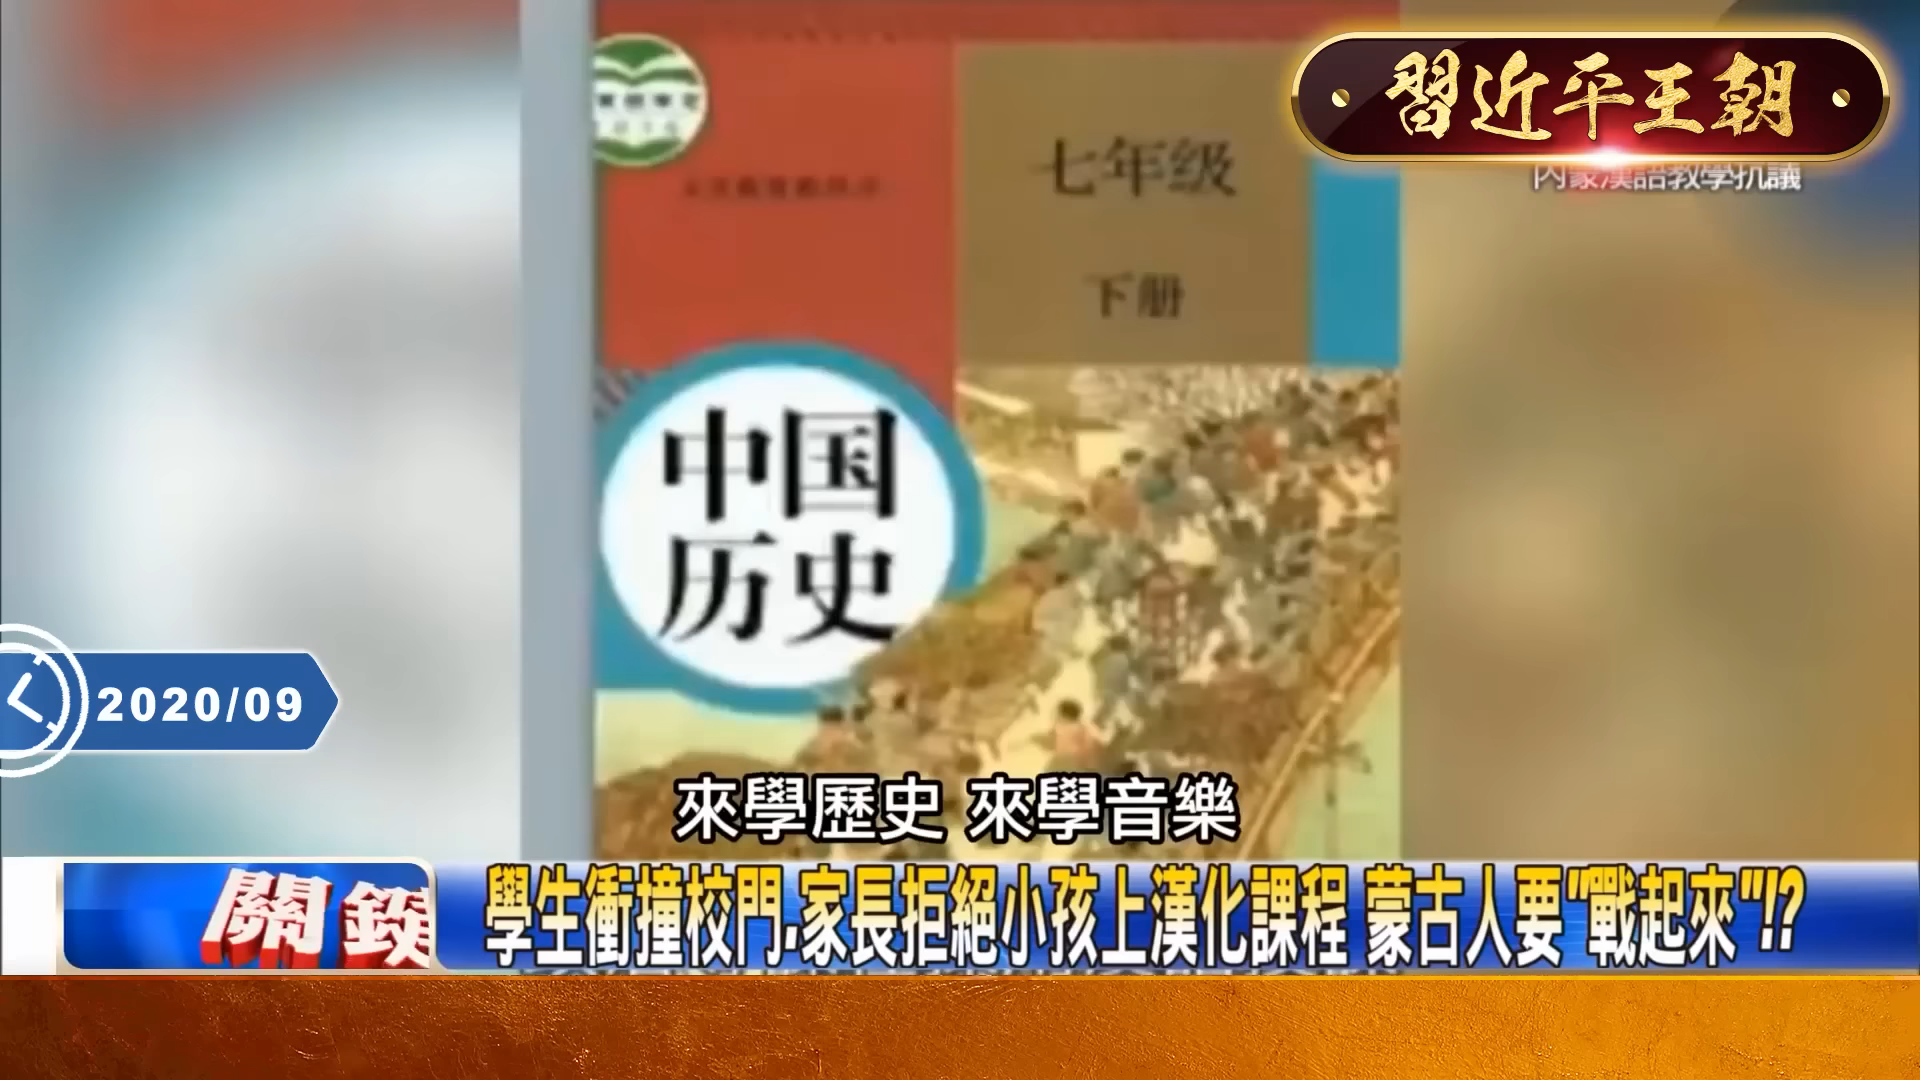 習近平王朝
內蒙漢語教學抗議
七年级
下册
中国
历史
2020/09
來學歷史 來學音樂
關鍵
學生衝撞校門.家長拒絕小孩上漢化課程 蒙古人要"戰起來"!?